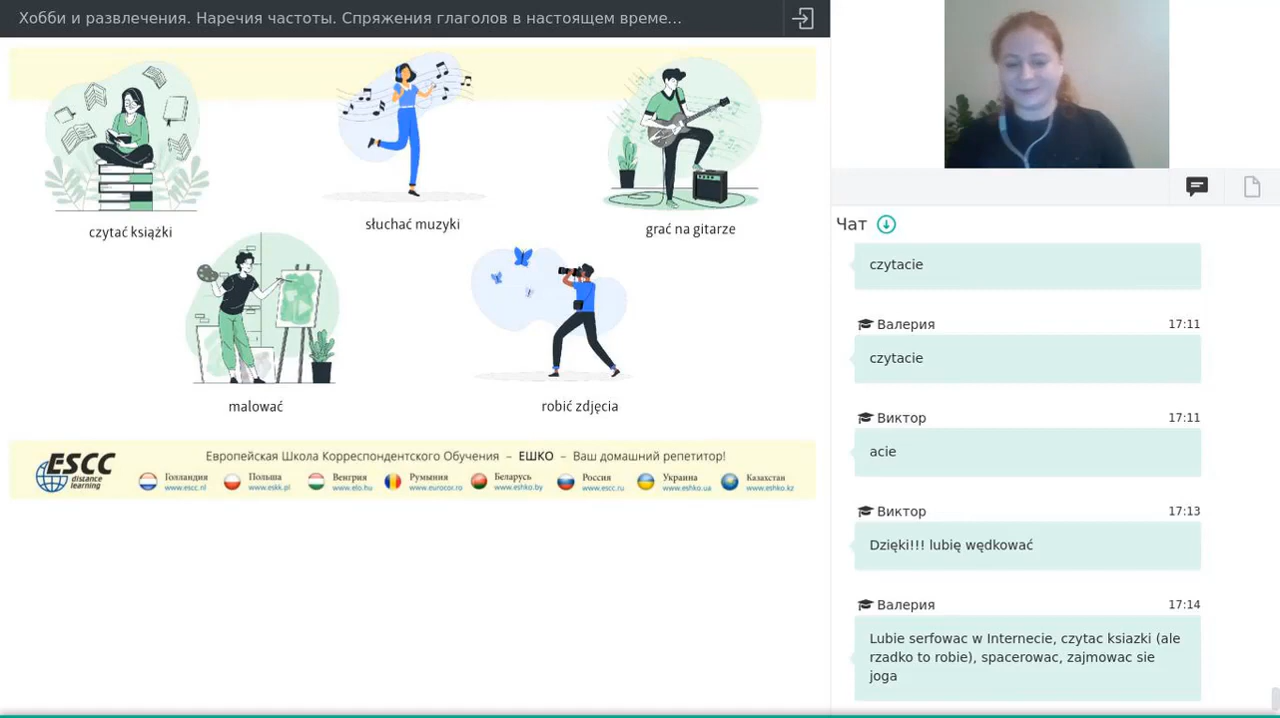 Хобби и развлечения. Наречия частоты. Спряжения глаголов в настоящем време...
czytać książki
słuchać muzyki
grać na gitarze
malować
robić zdjęcia
ESCC
distance
learning
Европейская Школа Корреспондентского Обучения – ЕШКО – Ваш домашний репетитор!
Голландия
www.escc.nl
Польша
www.eskk.pl
Венгрия
www.elo.hu
Румыния
www.eurocor.ro
Беларусь
www.eshko.by
Россия
www.escc.ru
Украина
www.eshko.ua
Казахстан
www.eshko.kz
Чат
czytacie
Валерия 17:11
czytacie
Виктор 17:11
acie
Виктор 17:13
Dzięki!!! lubię wędkować
Валерия 17:14
Lubie serfowac w Internecie, czytac ksiazki (ale
rzadko to robie), spacerowac, zajmowac sie
joga